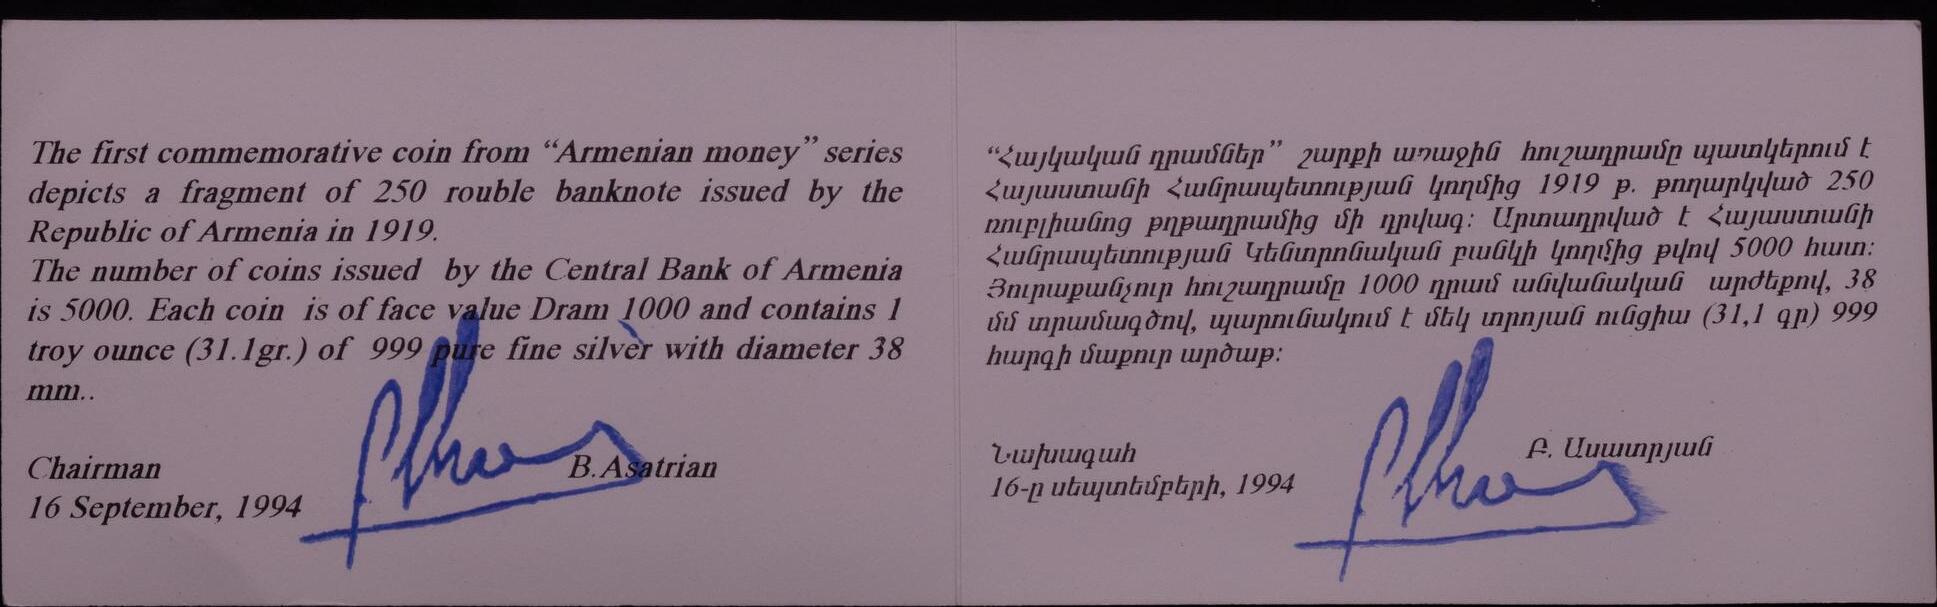 The first commemorative coin from “Armenian money” series
depicts a fragment of 250 rouble banknote issued by the
Republic of Armenia in 1919.
The number of coins issued by the Central Bank of Armenia
is 5000. Each coin is of face value Dram 1000 and contains 1
troy ounce (31.1gr.) of 999 pure fine silver with diameter 38
mm..
Chairman B.Asatrian
16 September, 1994
“Հայկական դրամներ” շարքի առաջին հուշադրամը պատկերում է
Հայաստանի Հանրապետության կողմից 1919 թ. թողարկված 250
ռուբլիանոց թղթադրամից մի դրվագ։ Արտադրված է Հայաստանի
Հանրապետության Կենտրոնական բանկի կողմից թվով 5000 հատ։
Յուրաքանչուր հուշադրամը 1000 դրամ անվանական արժեքով, 38
մմ տրամագծով, պարունակում է մեկ տրոյան ունցիա (31,1 գր) 999
հարգի մաքուր արծաթ։
Նախագահ Բ. Ասատրյան
16-ը սեպտեմբերի, 1994